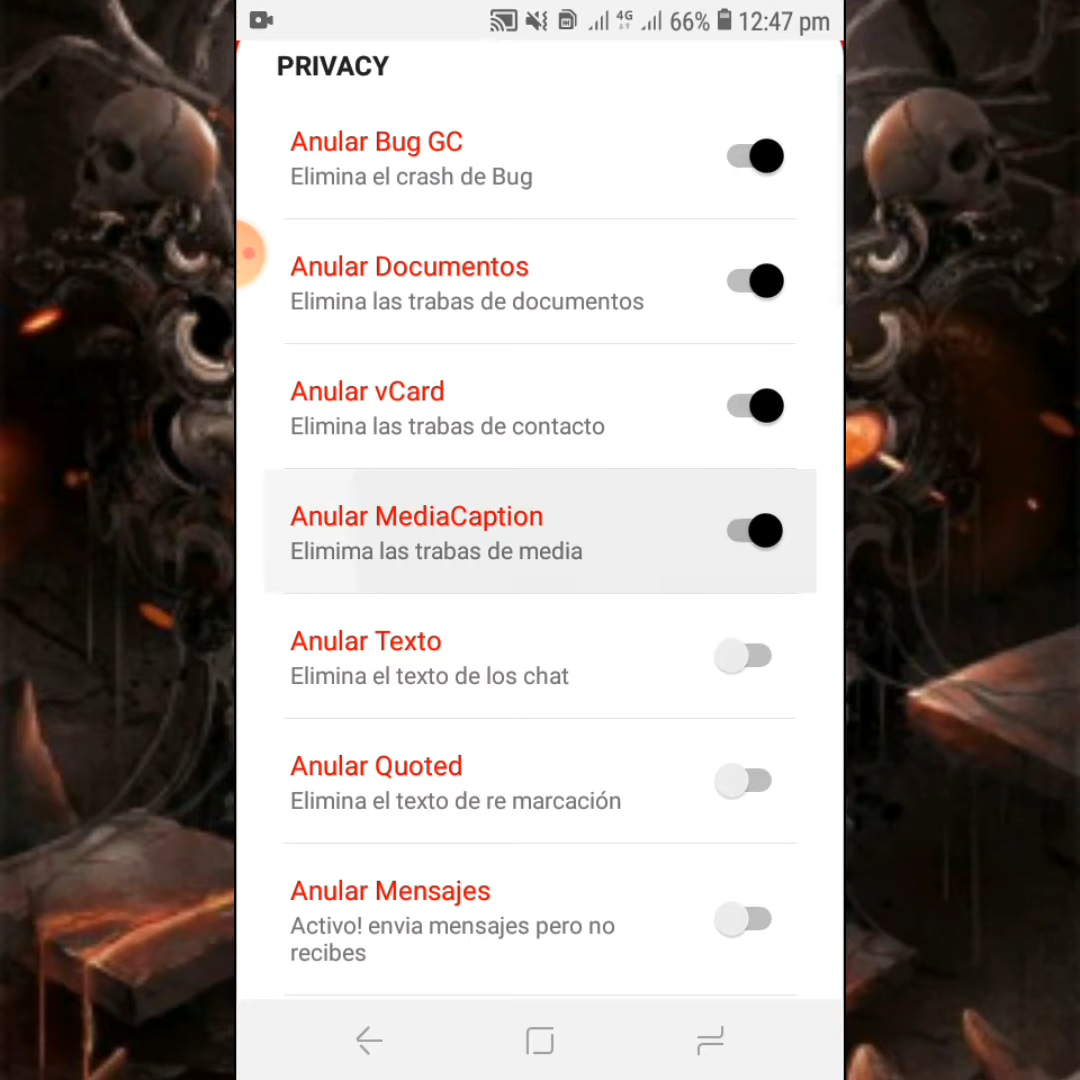 4G 66% 12:47 pm
PRIVACY
Anular Bug GC
Elimina el crash de Bug
Anular Documentos
Elimina las trabas de documentos
Anular vCard
Elimina las trabas de contacto
Anular MediaCaption
Elimima las trabas de media
Anular Texto
Elimina el texto de los chat
Anular Quoted
Elimina el texto de re marcación
Anular Mensajes
Activo! envia mensajes pero no
recibes